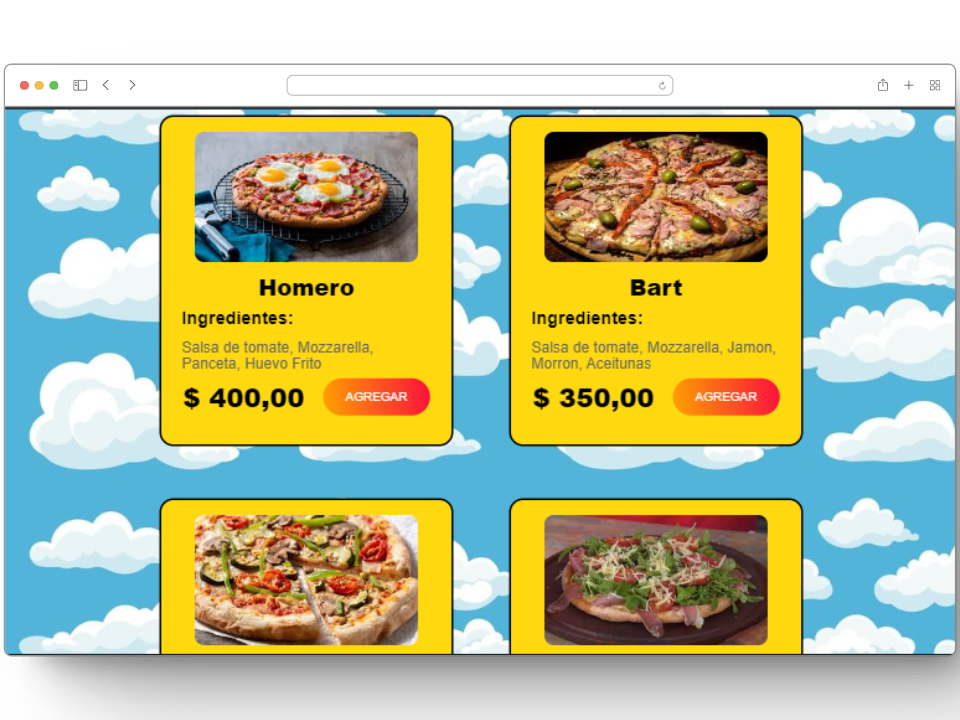 Homero
Ingredientes:
Salsa de tomate, Mozzarella,
Panceta, Huevo Frito
$ 400,00
AGREGAR
Bart
Ingredientes:
Salsa de tomate, Mozzarella, Jamon,
Morron, Aceitunas
$ 350,00
AGREGAR